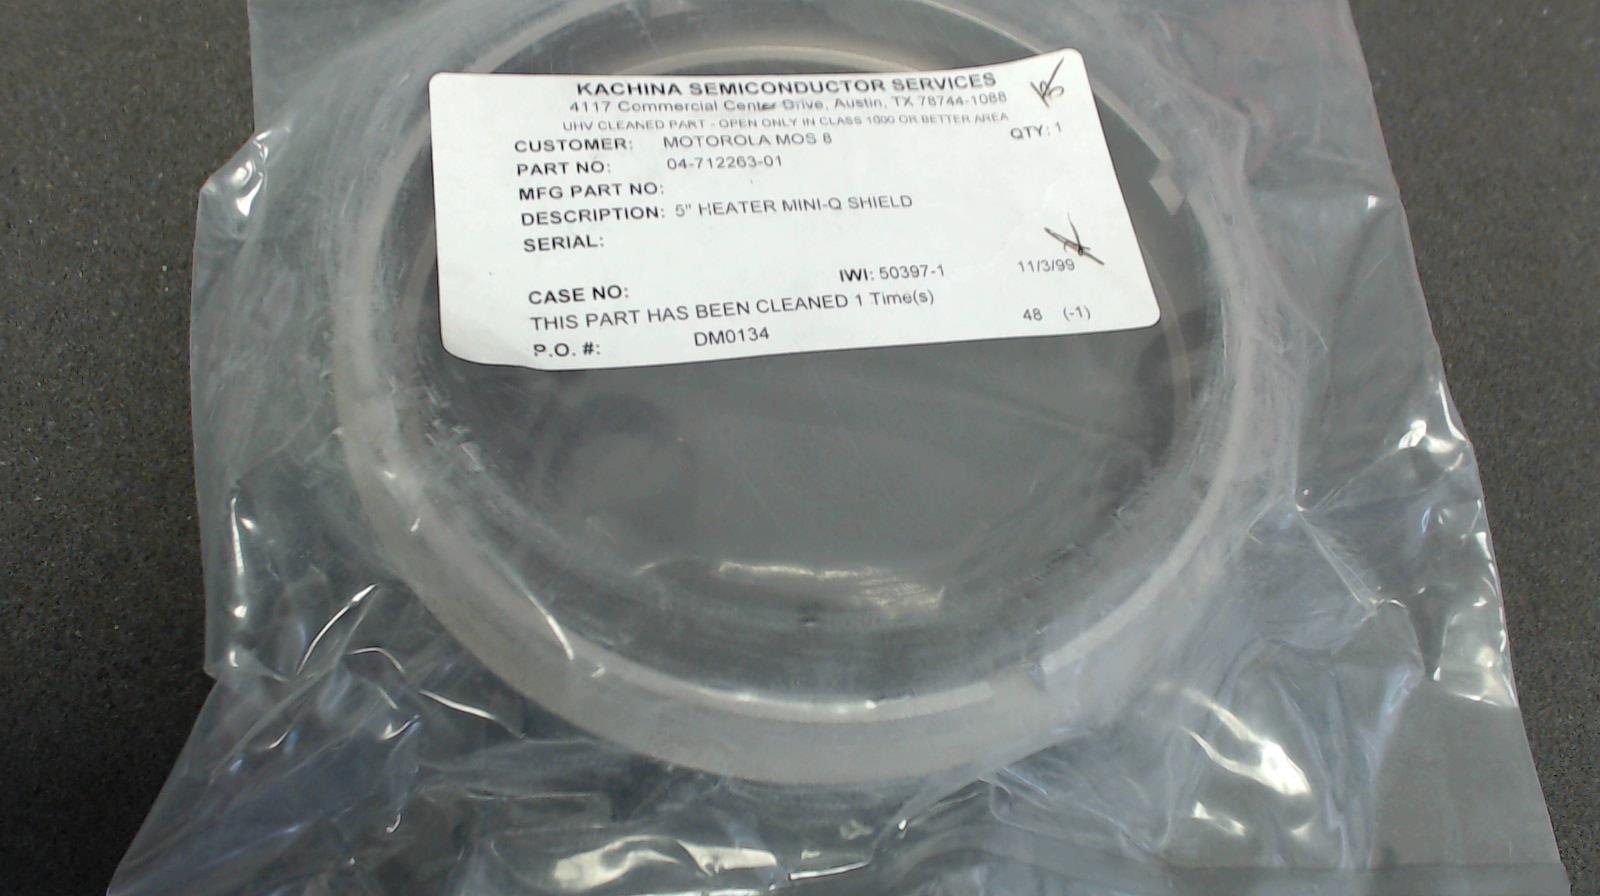 KACHINA SEMICONDUCTOR SERVICES
4117 Commercial Center Drive, Austin, TX 78744-1088
UHV CLEANED PART - OPEN ONLY IN CLASS 1000 OR BETTER AREA
CUSTOMER: MOTOROLA MOS 8 QTY: 1
PART NO: 04-712263-01
MFG PART NO:
DESCRIPTION: 5" HEATER MINI-Q SHIELD
SERIAL:
IWI: 50397-1 11/3/99
CASE NO:
THIS PART HAS BEEN CLEANED 1 Time(s)
48 (-1)
P.O. #: DM0134